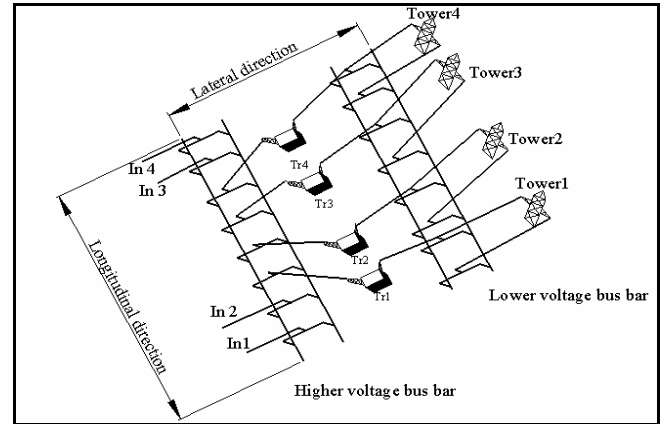 Tower4
Lateral direction
Tower3
In 4
In 3
Tr4
Tower2
Tr3
Tower1
Longitudinal direction
Tr2
In 2
Tr1
Lower voltage bus bar
In1
Higher voltage bus bar